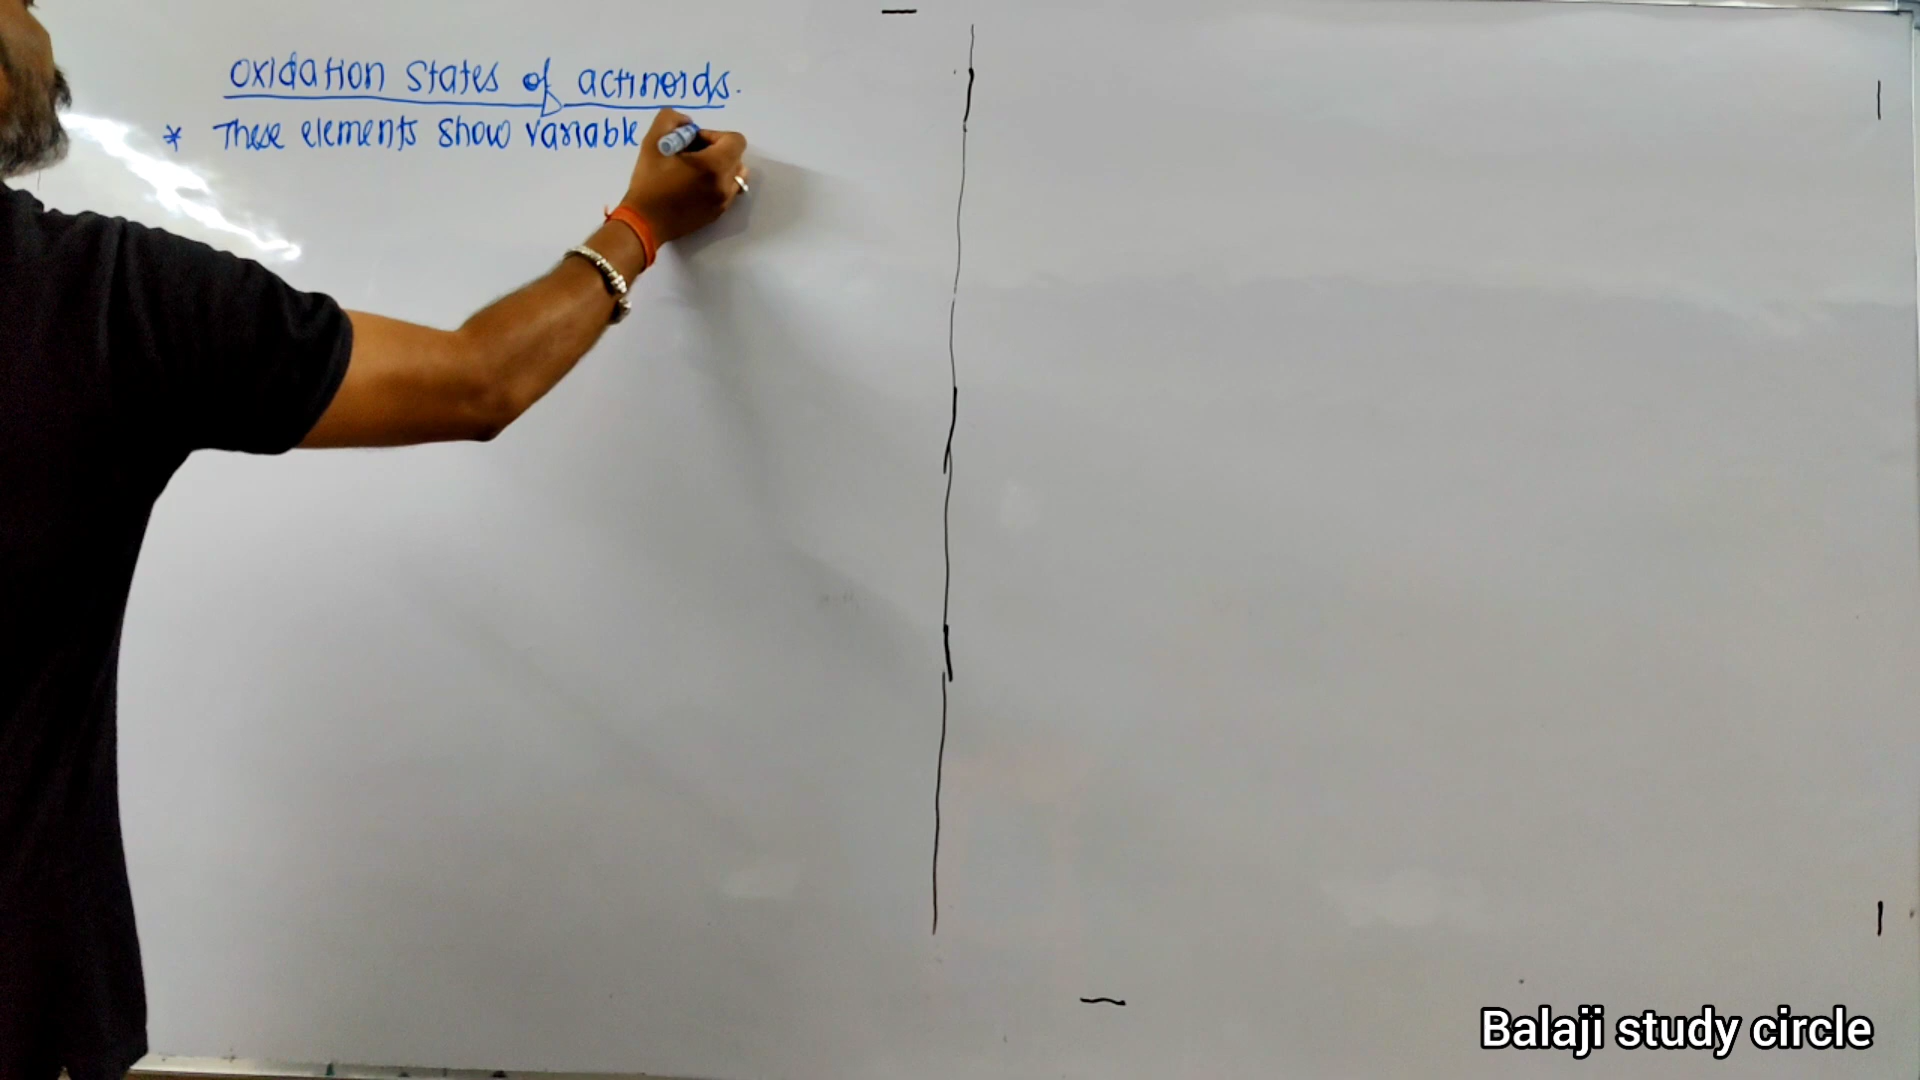 Oxidation States of actinoids.
* These elements show variable
Balaji study circle